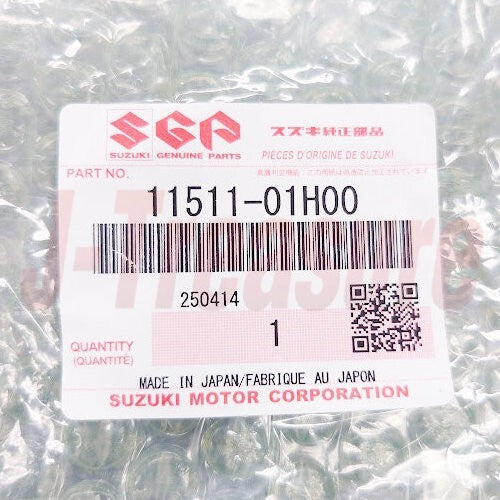 SGP スズキ純正部品
SUZUKI GENUINE PARTS PIÈCES D'ORIGINE DE SUZUKI
PART NO.
11511-01H00
J-Treasure
250414
QUANTITY
(QUANTITÉ)
1
MADE IN JAPAN/FABRIQUE AU JAPON
SUZUKI MOTOR CORPORATION